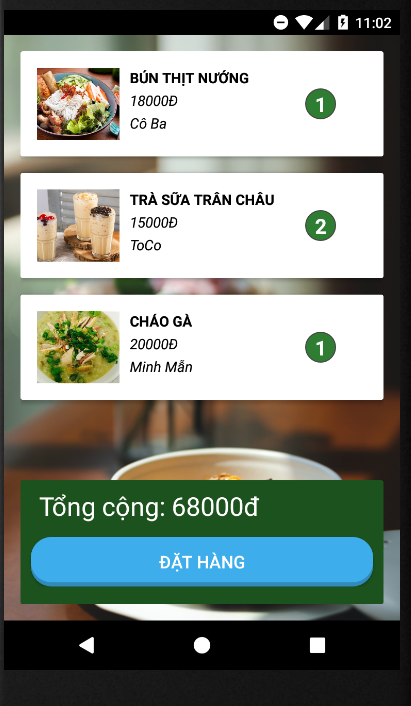 11:02
BÚN THỊT NƯỚNG
18000Đ
Cô Ba
1
TRÀ SỮA TRÂN CHÂU
15000Đ
ToCo
2
CHÁO GÀ
20000Đ
Minh Mẫn
1
Tổng cộng: 68000đ
ĐẶT HÀNG